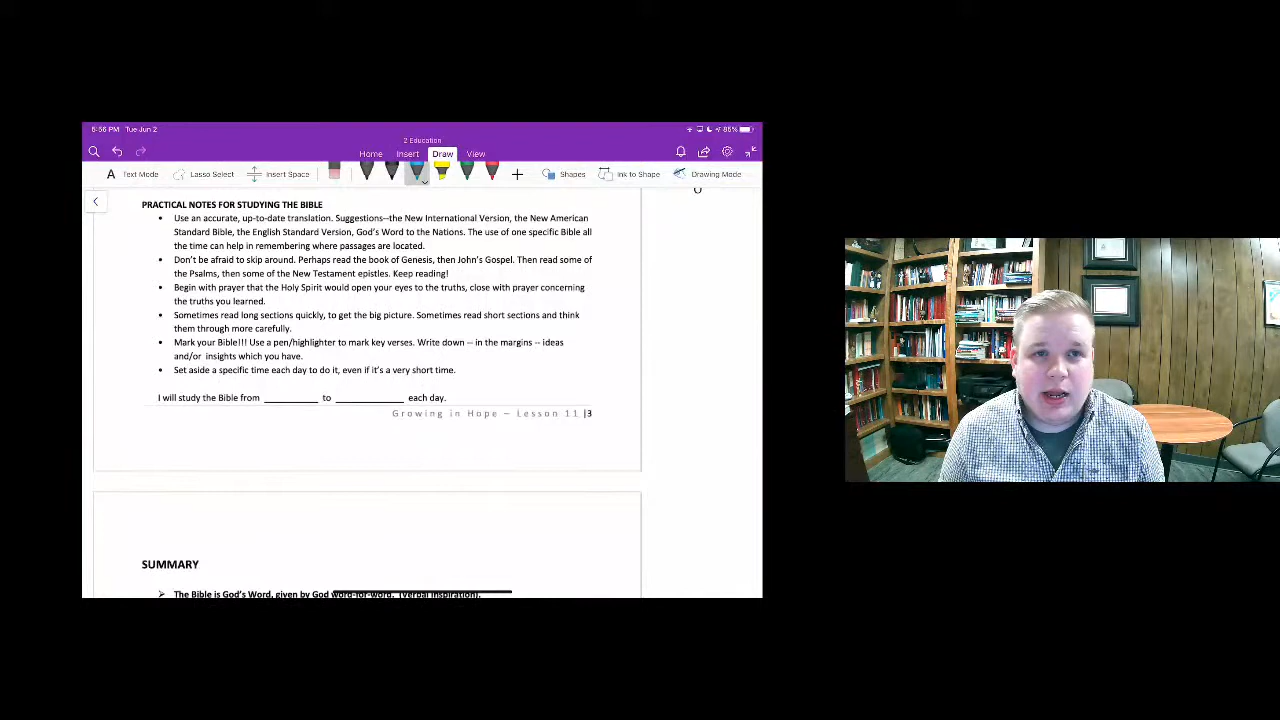 5:56 PM Tue Jun 2
85%
2 Education
Home Insert Draw View
Text Mode Lasso Select Insert Space Shapes Ink to Shape Drawing Mode
PRACTICAL NOTES FOR STUDYING THE BIBLE
• Use an accurate, up-to-date translation. Suggestions--the New International Version, the New American
Standard Bible, the English Standard Version, God's Word to the Nations. The use of one specific Bible all
the time can help in remembering where passages are located.
• Don't be afraid to skip around. Perhaps read the book of Genesis, then John's Gospel. Then read some of
the Psalms, then some of the New Testament epistles. Keep reading!
• Begin with prayer that the Holy Spirit would open your eyes to the truths, close with prayer concerning
the truths you learned.
• Sometimes read long sections quickly, to get the big picture. Sometimes read short sections and think
them through more carefully.
• Mark your Bible!!! Use a pen/highlighter to mark key verses. Write down -- in the margins -- ideas
and/or insights which you have.
• Set aside a specific time each day to do it, even if it's a very short time.
I will study the Bible from __________ to ____________ each day.
Growing in Hope – Lesson 11 |3
SUMMARY
➢ The Bible is God's Word, given by God word-for-word. (Verbal Inspiration).